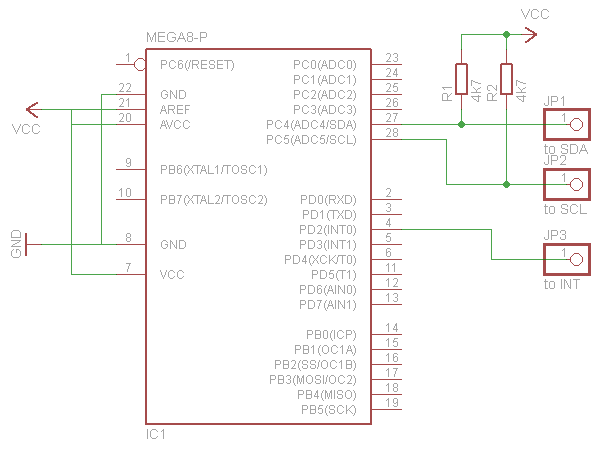 MEGA8-P
VCC
1 PC6(/RESET) PC0(ADC0) 23
PC1(ADC1) 24
22 GND PC2(ADC2) 25
21 AREF PC3(ADC3) 26
20 AVCC PC4(ADC4/SDA) 27
PC5(ADC5/SCL) 28
VCC
R1 4k7
R2 4k7
JP1
1
to SDA
JP2
1
to SCL
9 PB6(XTAL1/TOSC1)
10 PB7(XTAL2/TOSC2) PD0(RXD) 2
PD1(TXD) 3
PD2(INT0) 4
8 GND PD3(INT1) 5
GND
PD4(XCK/T0) 6
7 VCC PD5(T1) 11
PD6(AIN0) 12
PD7(AIN1) 13
JP3
1
to INT
PB0(ICP) 14
PB1(OC1A) 15
PB2(SS/OC1B) 16
PB3(MOSI/OC2) 17
PB4(MISO) 18
PB5(SCK) 19
IC1